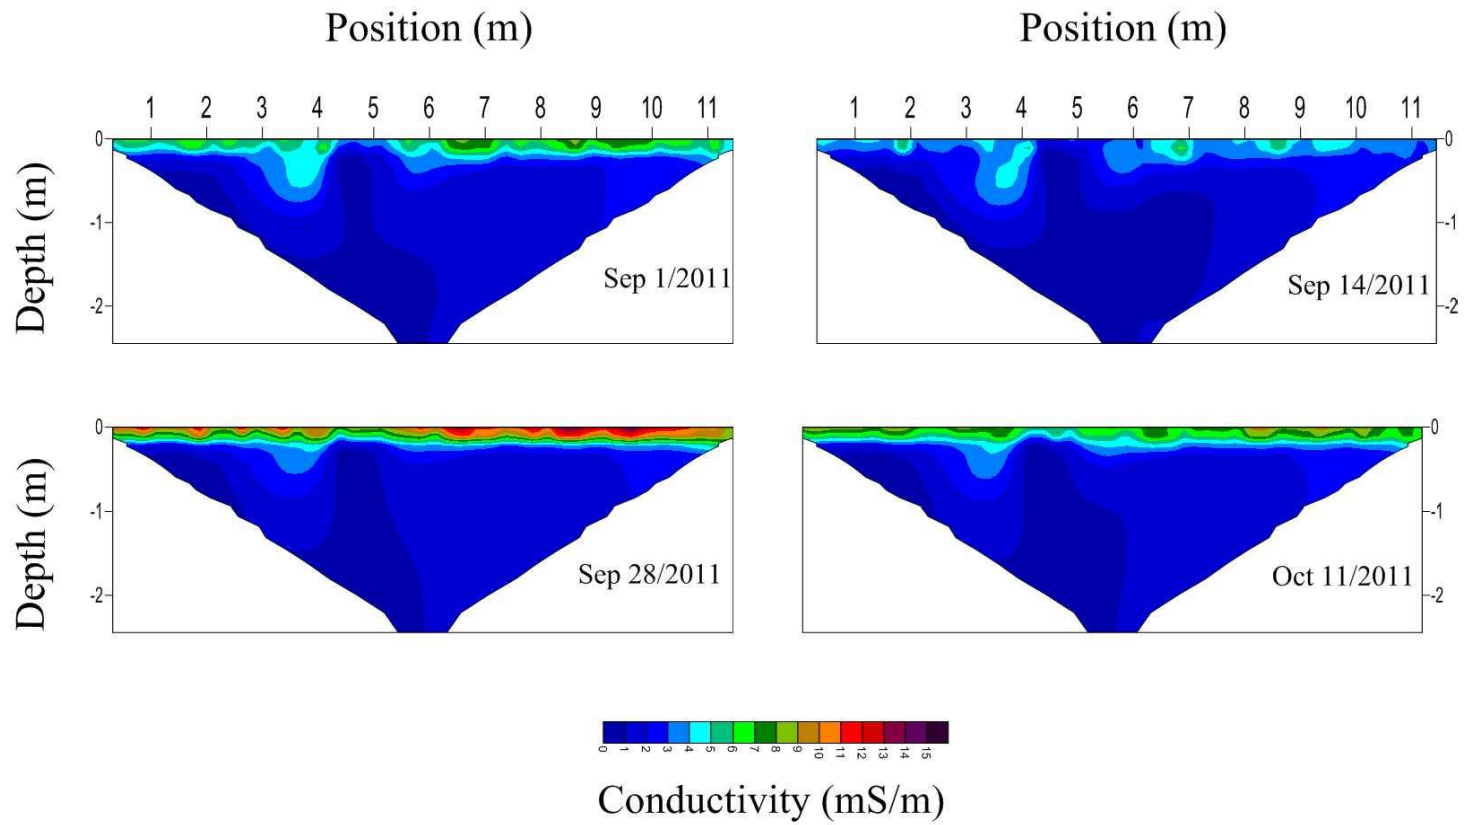 Position (m) Position (m)
1 2 3 4 5 6 7 8 9 10 11 1 2 3 4 5 6 7 8 9 10 11
0 0
Depth (m)
-1 -1
Sep 1/2011 Sep 14/2011
-2 -2
0 0
Depth (m)
-1 -1
Sep 28/2011 Oct 11/2011
-2 -2
0 1 2 3 4 5 6 7 8 9 10 11 12 13 14 15
Conductivity (mS/m)